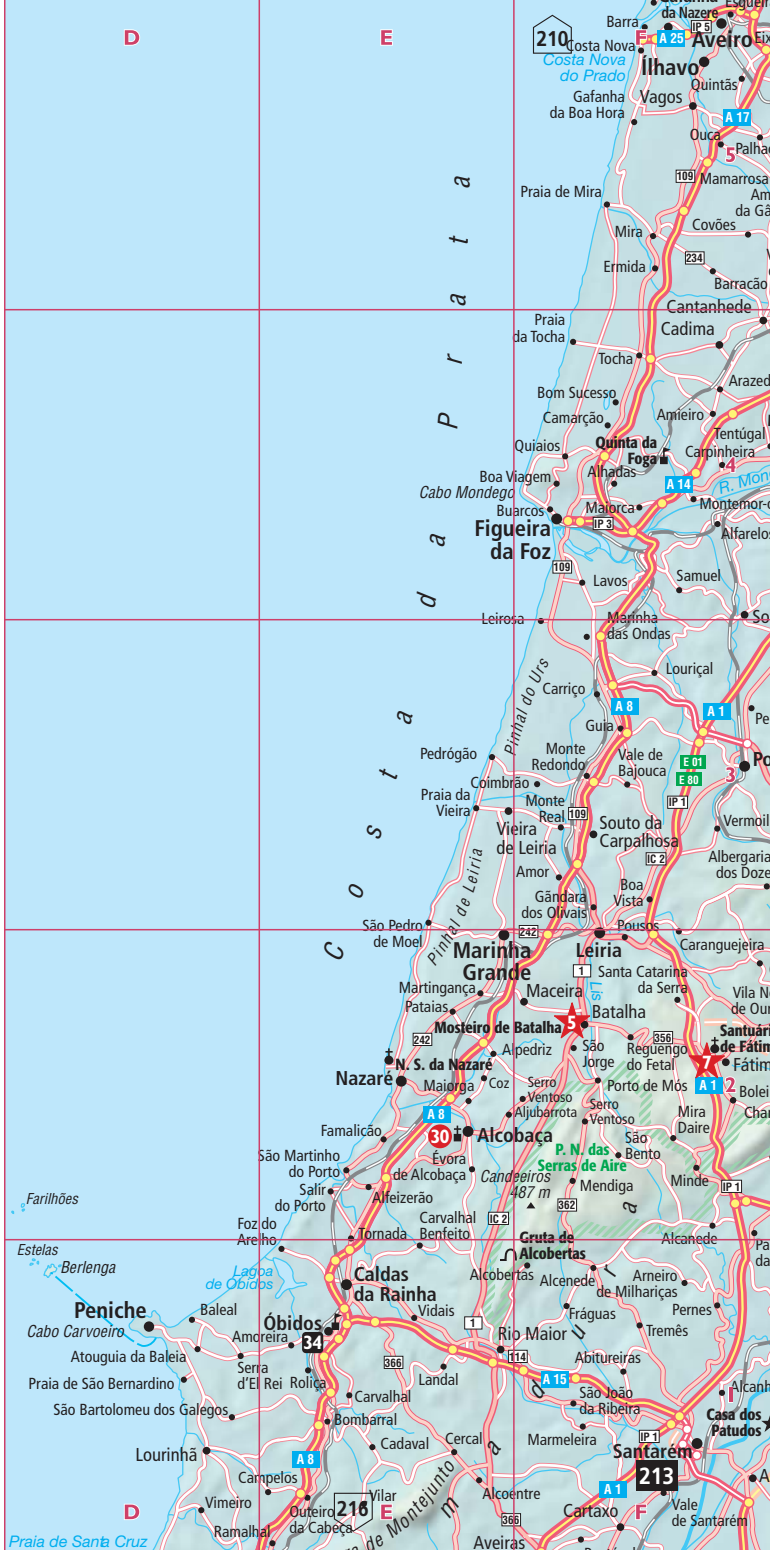 D
E
F
210
Barra
da Nazere
IP 5
A 25
Aveiro
Costa Nova
Costa Nova
do Prado
Ílhavo
Quintãs
Gafanha
da Boa Hora
Vagos
A 17
Ouca
5
109
Mamarrosa
Praia de Mira
Mira
Covões
Ermida
234
Barracão
Cantanhede
Praia
da Tocha
Cadima
Tocha
Bom Sucesso
Camarção
Amieiro
Quiaios
Quinta da
Foga
Tentúgal
Carpinheira
4
Boa Viagem
Alhadas
A 14
Cabo Mondego
Buarcos
Maiorca
IP 3
Figueira
da Foz
109
Lavos
Samuel
Leirosa
Marinha
das Ondas
Louriçal
Pinhal do Urs
Carriço
A 8
A 1
Guia
Pedrógão
Monte
Redondo
Vale de
Bajouca
E 01
E 80
3
Coimbrão
IP 1
Praia da
Vieira
Monte
Real
109
Vieira
de Leiria
Souto da
Carpalhosa
Vermoil
IC 2
Albergaria
dos Doze
Pinhal de Leiria
Amor
Boa
Vista
Gândara
dos Olivais
São Pedro
de Moel
242
Pousos
Marinha
Grande
Leiria
Caranguejeira
1
Santa Catarina
da Serra
Lis
Martingança
Maceira
Pataias
Mosteiro de Batalha
5
Batalha
242
356
Alpedriz
São
Jorge
Reguengo
do Fetal
7
N. S. da Nazaré
Nazaré
Maiorga
Coz
Serro
Ventoso
Porto de Mós
A 1
2
A 8
Aljubarrota
Serro
Ventoso
Mira
Daire
Famalicão
30
Alcobaça
São
Bento
São Martinho
do Porto
Évora
de Alcobaça
P. N. das
Serras de Aire
Candeeiros
487 m
Minde
Mendiga
IP 1
Salir
do Porto
Alfeizerão
Farilhões
IC 2
362
Foz do
Arelho
Tornada
Carvalhal
Benfeito
Alcanede
Estelas
Berlenga
Lagoa
de Óbidos
Gruta de
Alcobertas
Alcobertas
Caldas
da Rainha
Alcenede
Arneiro
de Milhariças
Peniche
Baleal
Vidais
Fráguas
Pernes
Cabo Carvoeiro
Óbidos
34
1
Amoreira
Rio Maior
Tremês
Atouguia da Baleia
Serra
d'El Rei
366
114
Abitureiras
Praia de São Bernardino
Roliça
Landal
A 15
Carvalhal
São João
da Ribeira
São Bartolomeu dos Galegos
Bombarral
Casa dos
Patudos
Marmeleira
IP 1
Lourinhã
Cadaval
Cercal
Santarém
213
A 8
Campelos
Alcoentre
A 1
Vimeiro
Outeiro
da Cabeça
216
Vilar
D
E
F
Cartaxo
Vale
de Santarém
Ramalhal
366
Praia de Santa Cruz
Aveiras
Costa da Prata